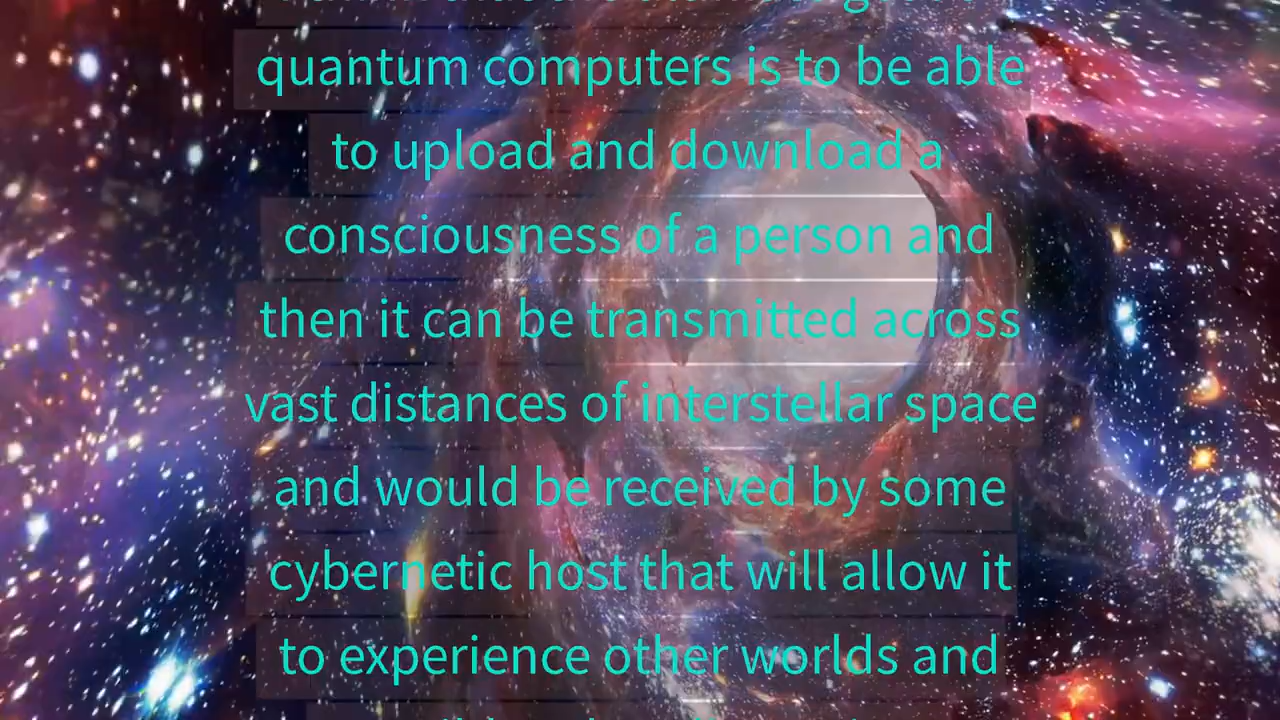 quantum computers is to be able
to upload and download a
consciousness of a person and
then it can be transmitted across
vast distances of interstellar space
and would be received by some
cybernetic host that will allow it
to experience other worlds and